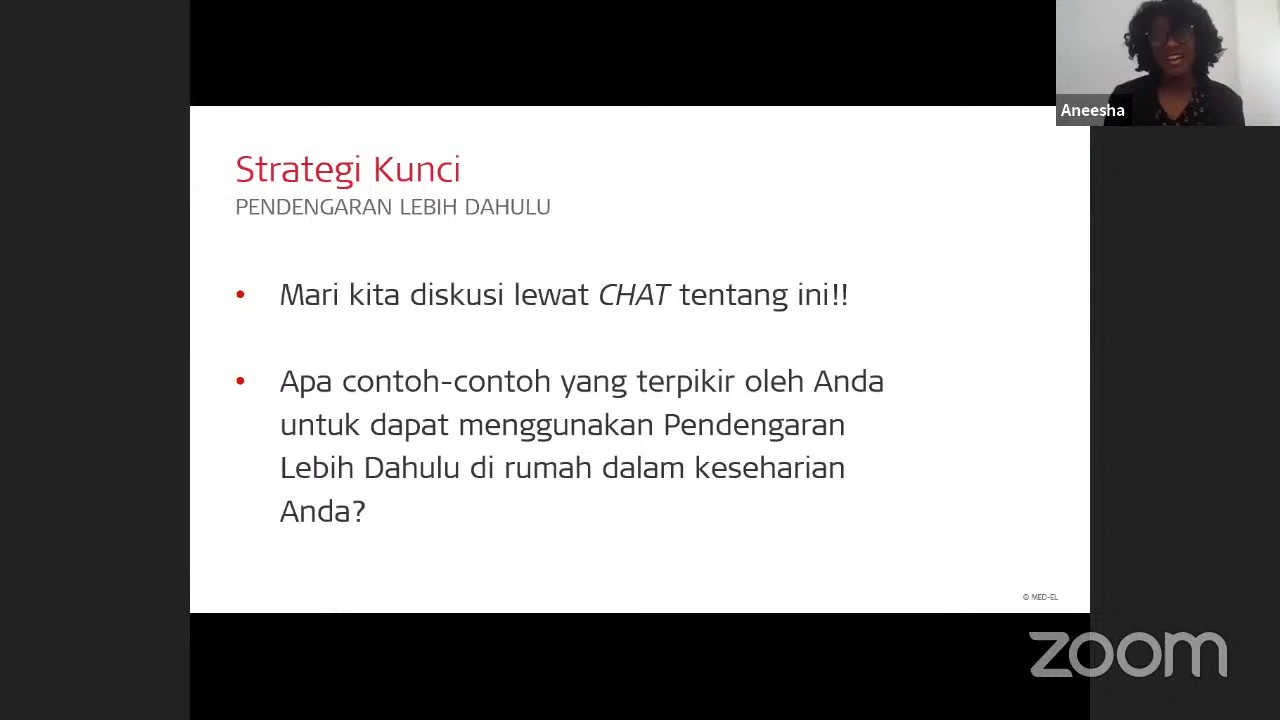 Aneesha
Strategi Kunci
PENDENGARAN LEBIH DAHULU
• Mari kita diskusi lewat CHAT tentang ini!!
• Apa contoh-contoh yang terpikir oleh Anda
untuk dapat menggunakan Pendengaran
Lebih Dahulu di rumah dalam keseharian
Anda?
© MED-EL
zoom